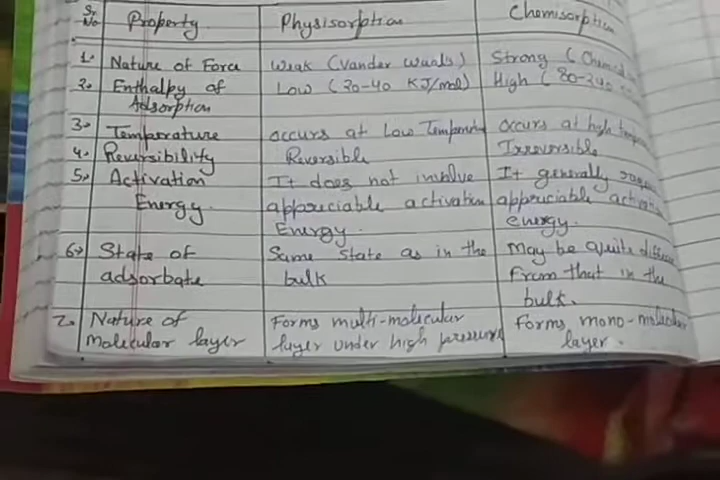 Sr No Property Physisorption Chemisorption
1. Nature of Force Weak (Vander Waals) Strong (Chemical
2. Enthalpy of Low (20-40 KJ/mol) High (80-240
Adsorption
3. Temperature occurs at Low Temperature occurs at high
4. Reversibility Reversible Irreversible
5. Activation It does not involve It generally
Energy. appreciable activation appreciable
Energy. energy.
6. State of Same state as in the May be quite
adsorbate bulk From that in the
bulk.
7. Nature of Forms multi-molecular Forms mono-molecular
molecular layer layer under high pressure layer.